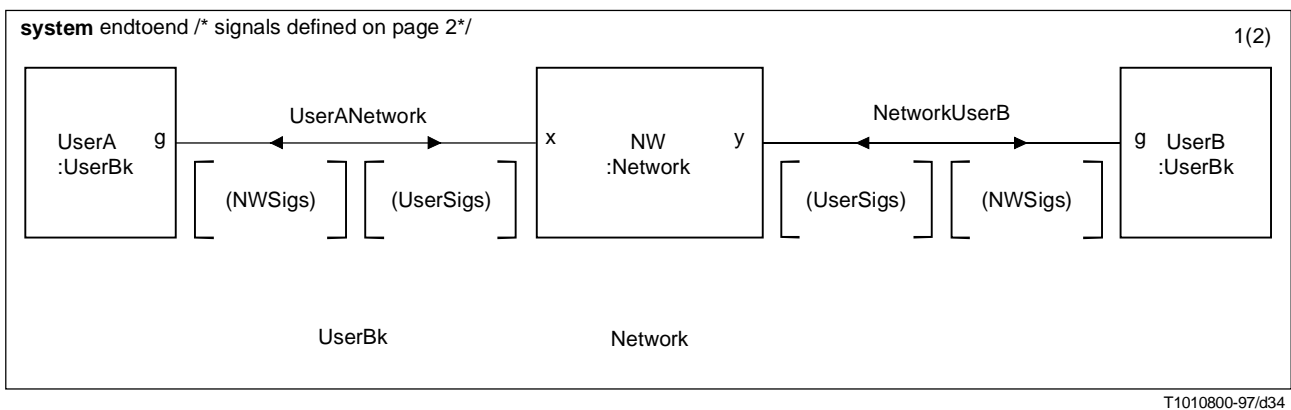 system endtoend /* signals defined on page 2*/
1(2)
UserANetwork
NetworkUserB
UserA g
:UserBk
x NW y
:Network
g UserB
:UserBk
(NWSigs) (UserSigs)
(UserSigs) (NWSigs)
UserBk Network
T1010800-97/d34